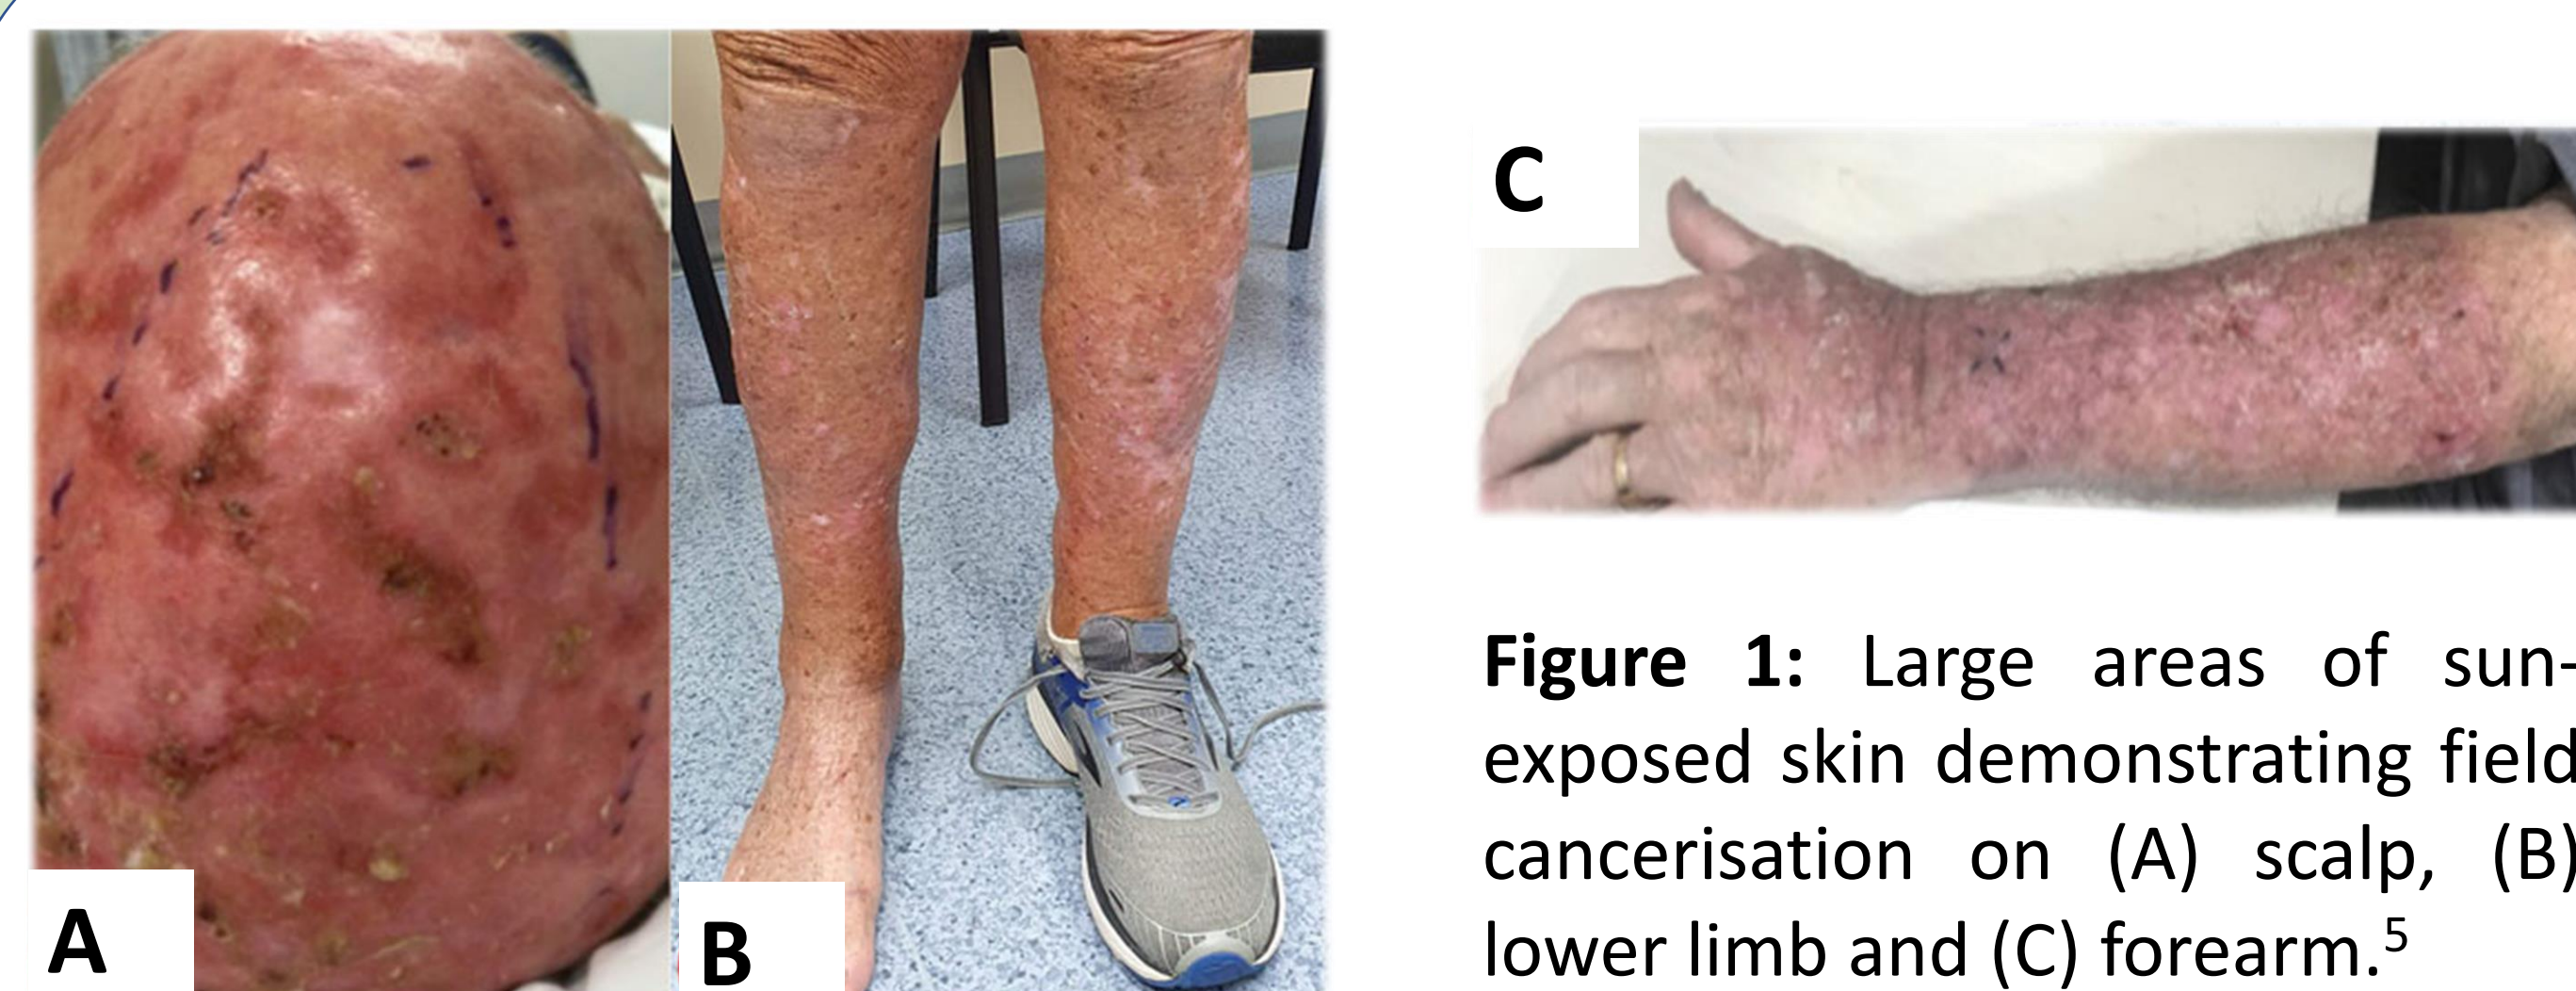 A
B
C
Figure 1: Large areas of sun-
exposed skin demonstrating field
cancerisation on (A) scalp, (B)
lower limb and (C) forearm.5